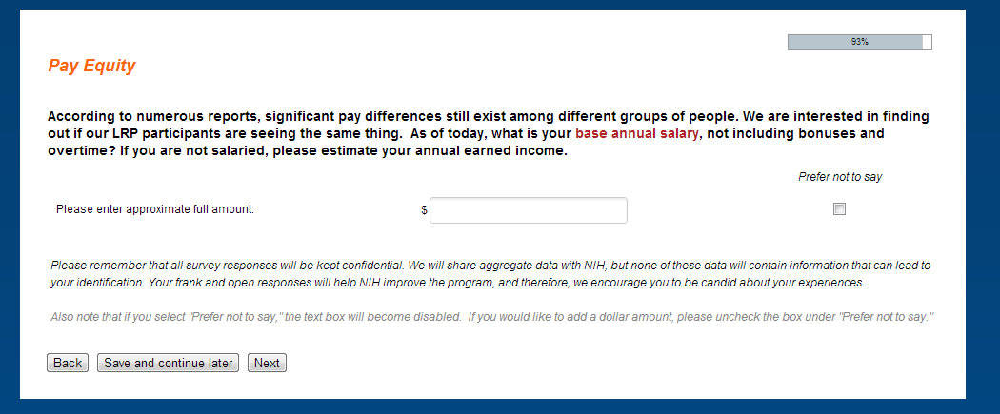 93%
Pay Equity
According to numerous reports, significant pay differences still exist among different groups of people. We are interested in finding
out if our LRP participants are seeing the same thing.  As of today, what is your base annual salary, not including bonuses and
overtime? If you are not salaried, please estimate your annual earned income.
Prefer not to say
Please enter approximate full amount: $
Please remember that all survey responses will be kept confidential. We will share aggregate data with NIH, but none of these data will contain information that can lead to
your identification. Your frank and open responses will help NIH improve the program, and therefore, we encourage you to be candid about your experiences.
Also note that if you select "Prefer not to say," the text box will become disabled.  If you would like to add a dollar amount, please uncheck the box under "Prefer not to say."
Back Save and continue later Next